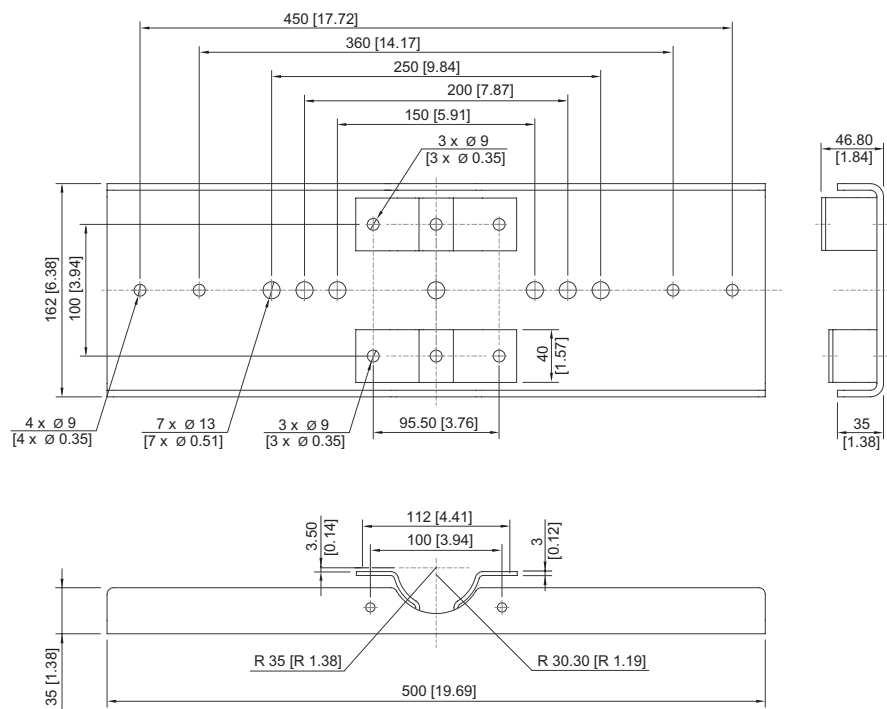 450 [17.72]
360 [14.17]
250 [9.84]
200 [7.87]
150 [5.91]
3 x Ø 9
[3 x Ø 0.35]
46.80
[1.84]
162 [6.38]
100 [3.94]
40
[1.57]
4 x Ø 9
[4 x Ø 0.35]
7 x Ø 13
[7 x Ø 0.51]
3 x Ø 9
[3 x Ø 0.35]
95.50 [3.76]
35
[1.38]
3.50
[0.14]
112 [4.41]
100 [3.94]
3
[0.12]
35 [1.38]
R 35 [R 1.38]
R 30.30 [R 1.19]
500 [19.69]